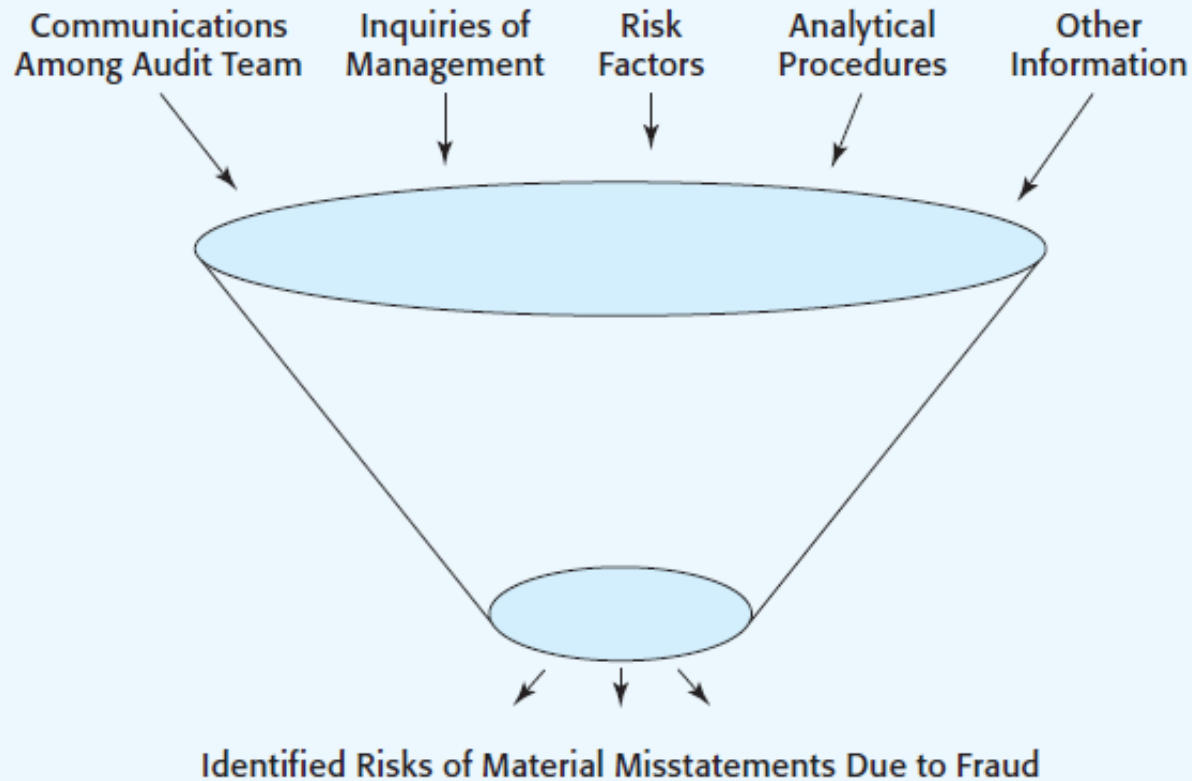 Communications
Among Audit Team
Inquiries of
Management
Risk
Factors
Analytical
Procedures
Other
Information
Identified Risks of Material Misstatements Due to Fraud